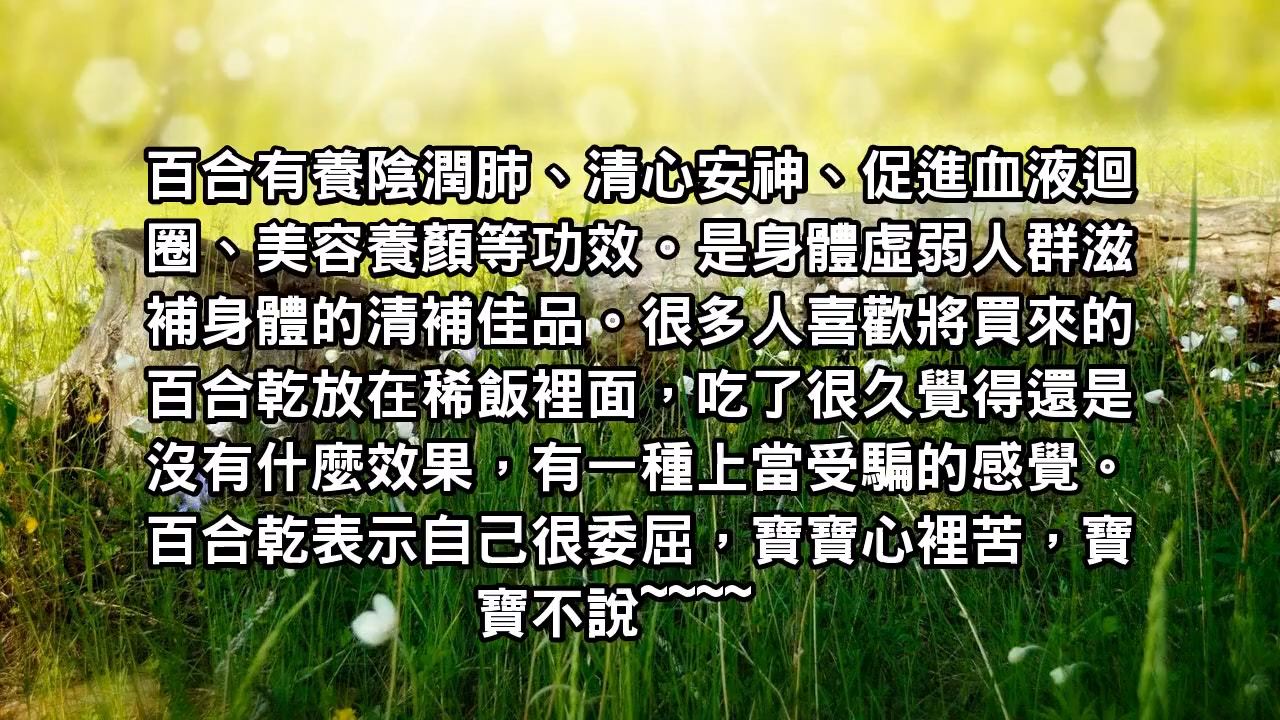 百合有養陰潤肺、清心安神、促進血液迴
圈、美容養顏等功效。是身體虛弱人群滋
補身體的清補佳品。很多人喜歡將買來的
百合乾放在稀飯裡面，吃了很久覺得還是
沒有什麼效果，有一種上當受騙的感覺。
百合乾表示自己很委屈，寶寶心裡苦，寶
寶不說~~~~